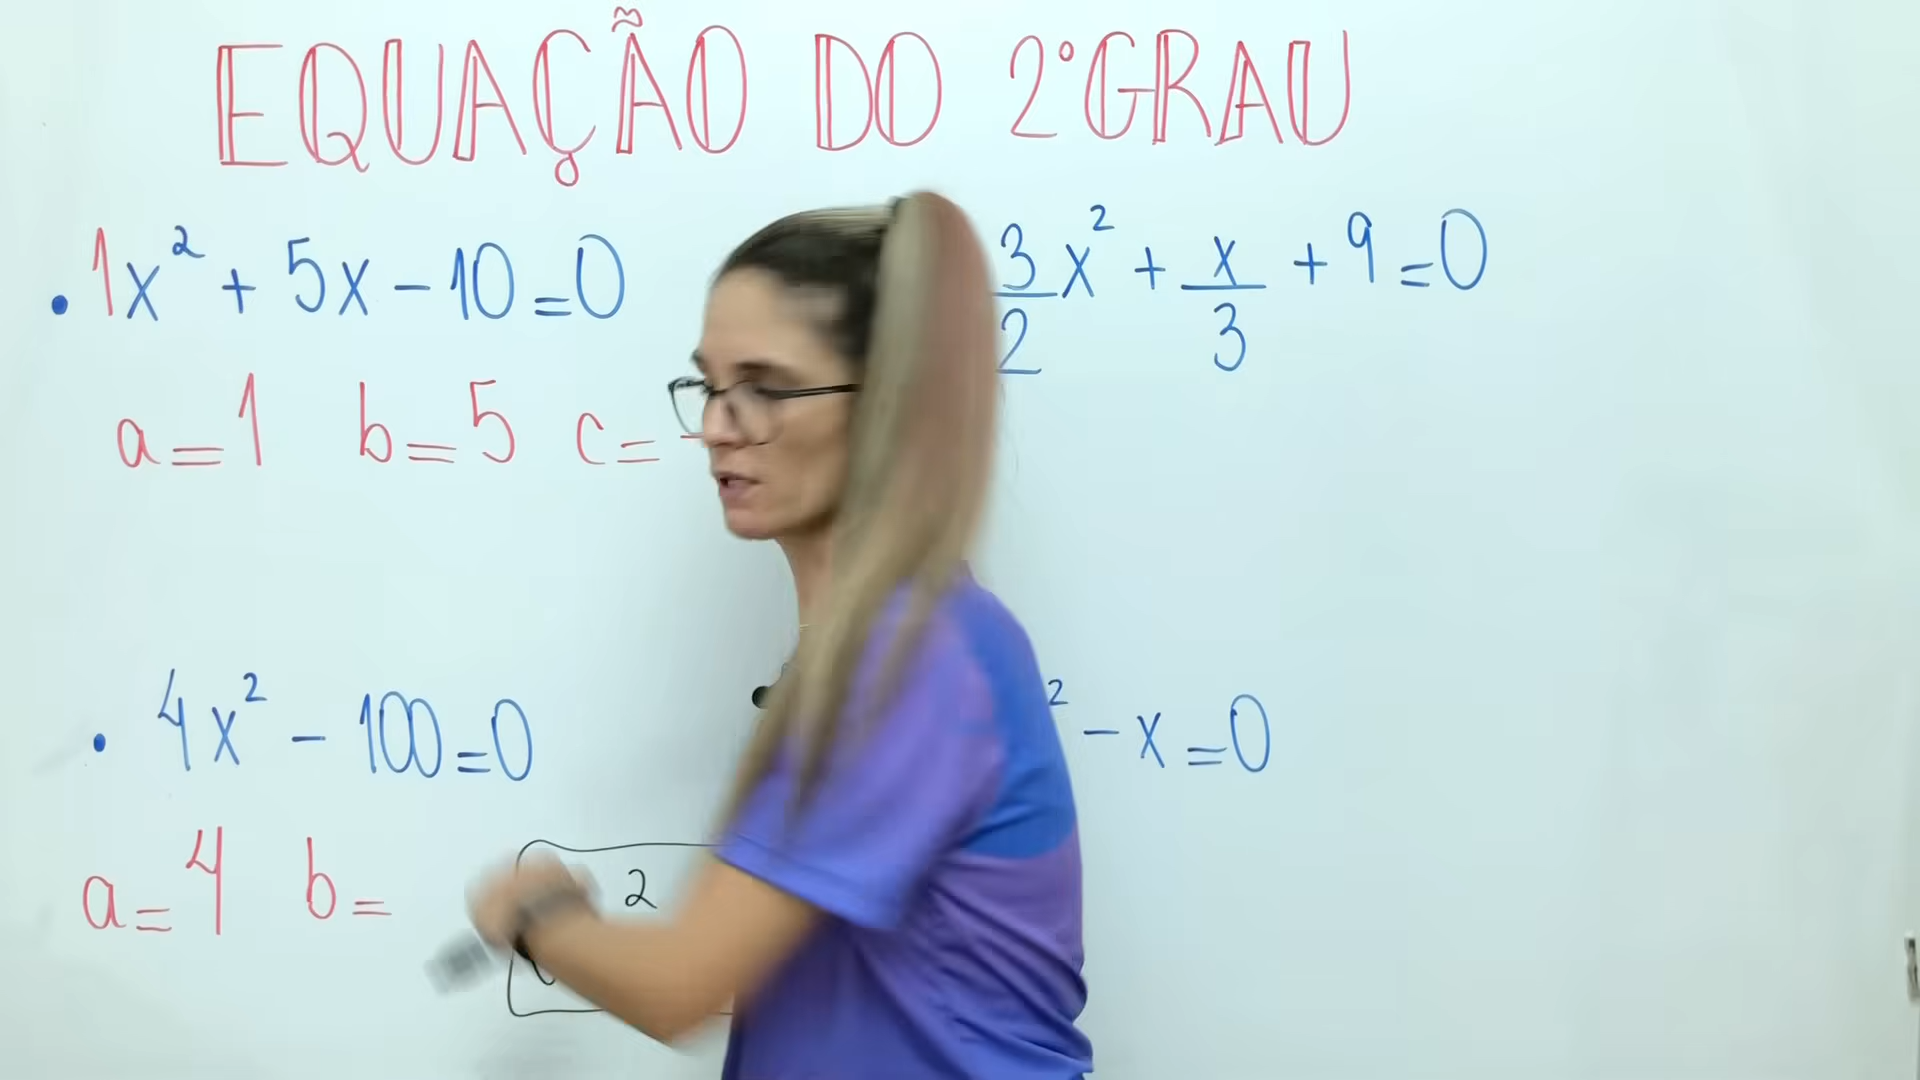 EQUAÇÃO DO 2° GRAU
• 1x² + 5x - 10 = 0
a = 1 b = 5 c = -
3/2 x² + x/3 + 9 = 0
• 4x² - 100 = 0
a = 4 b =
² - x = 0
2